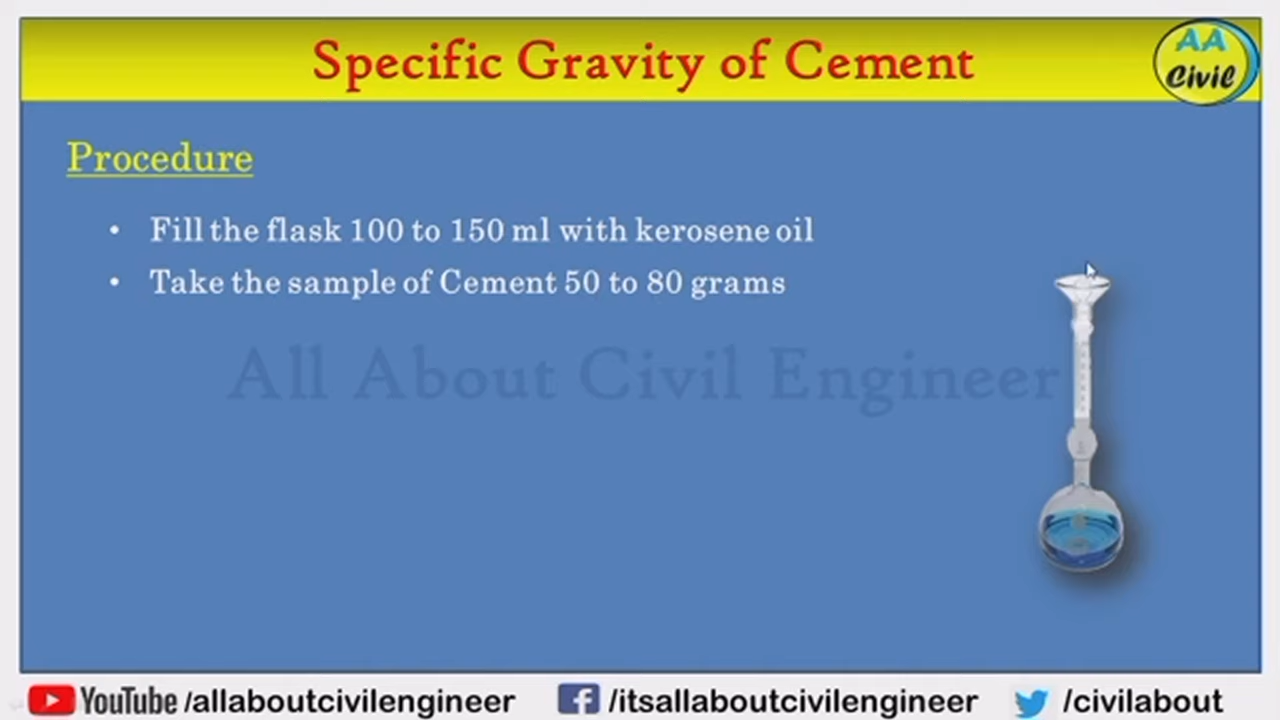 Specific Gravity of Cement
AA
Civil
Procedure
• Fill the flask 100 to 150 ml with kerosene oil
• Take the sample of Cement 50 to 80 grams
All About Civil Engineer
YouTube /allaboutcivilengineer /itsallaboutcivilengineer /civilabout